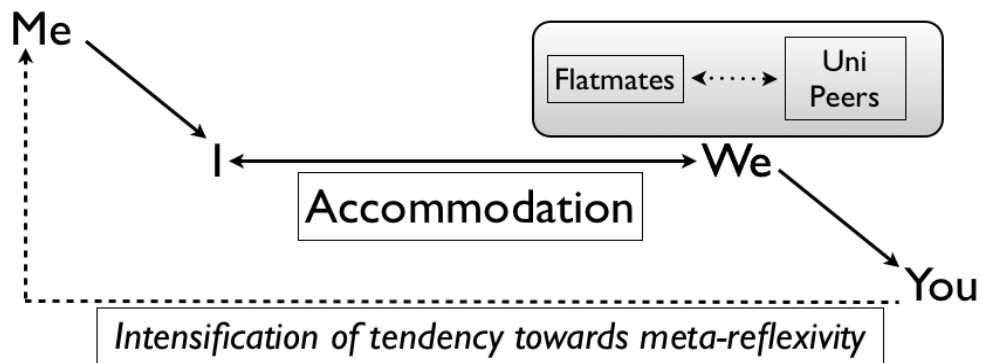 Me
Flatmates
Uni
Peers
I
We
Accommodation
You
Intensification of tendency towards meta-reflexivity